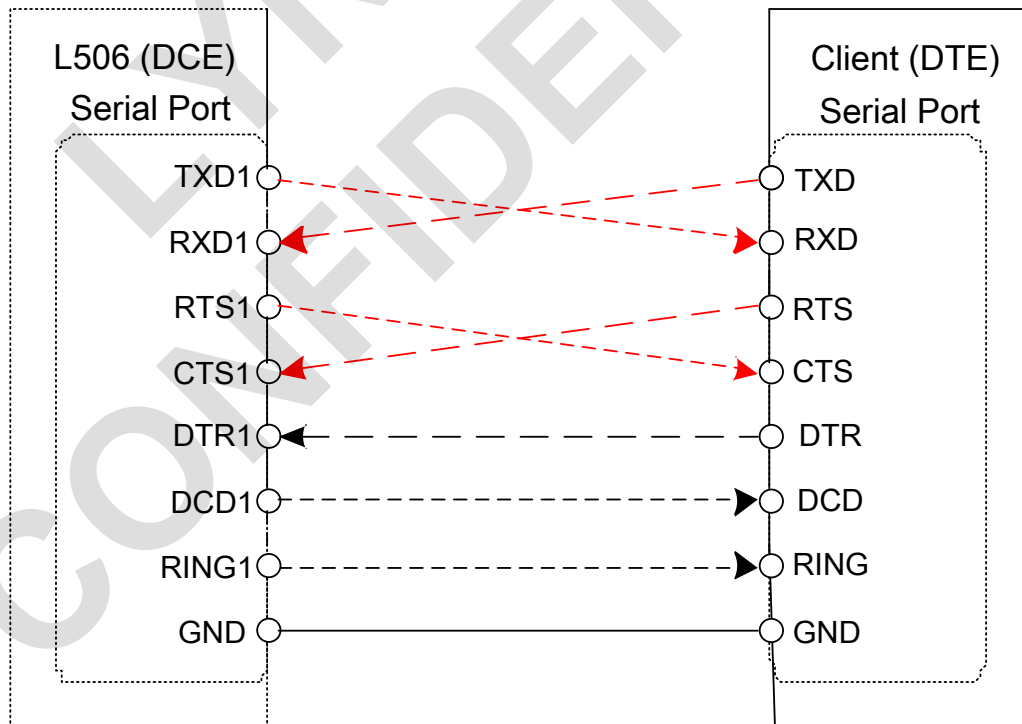 L506 (DCE)
Serial Port
TXD1
RXD1
RTS1
CTS1
DTR1
DCD1
RING1
GND
Client (DTE)
Serial Port
TXD
RXD
RTS
CTS
DTR
DCD
RING
GND